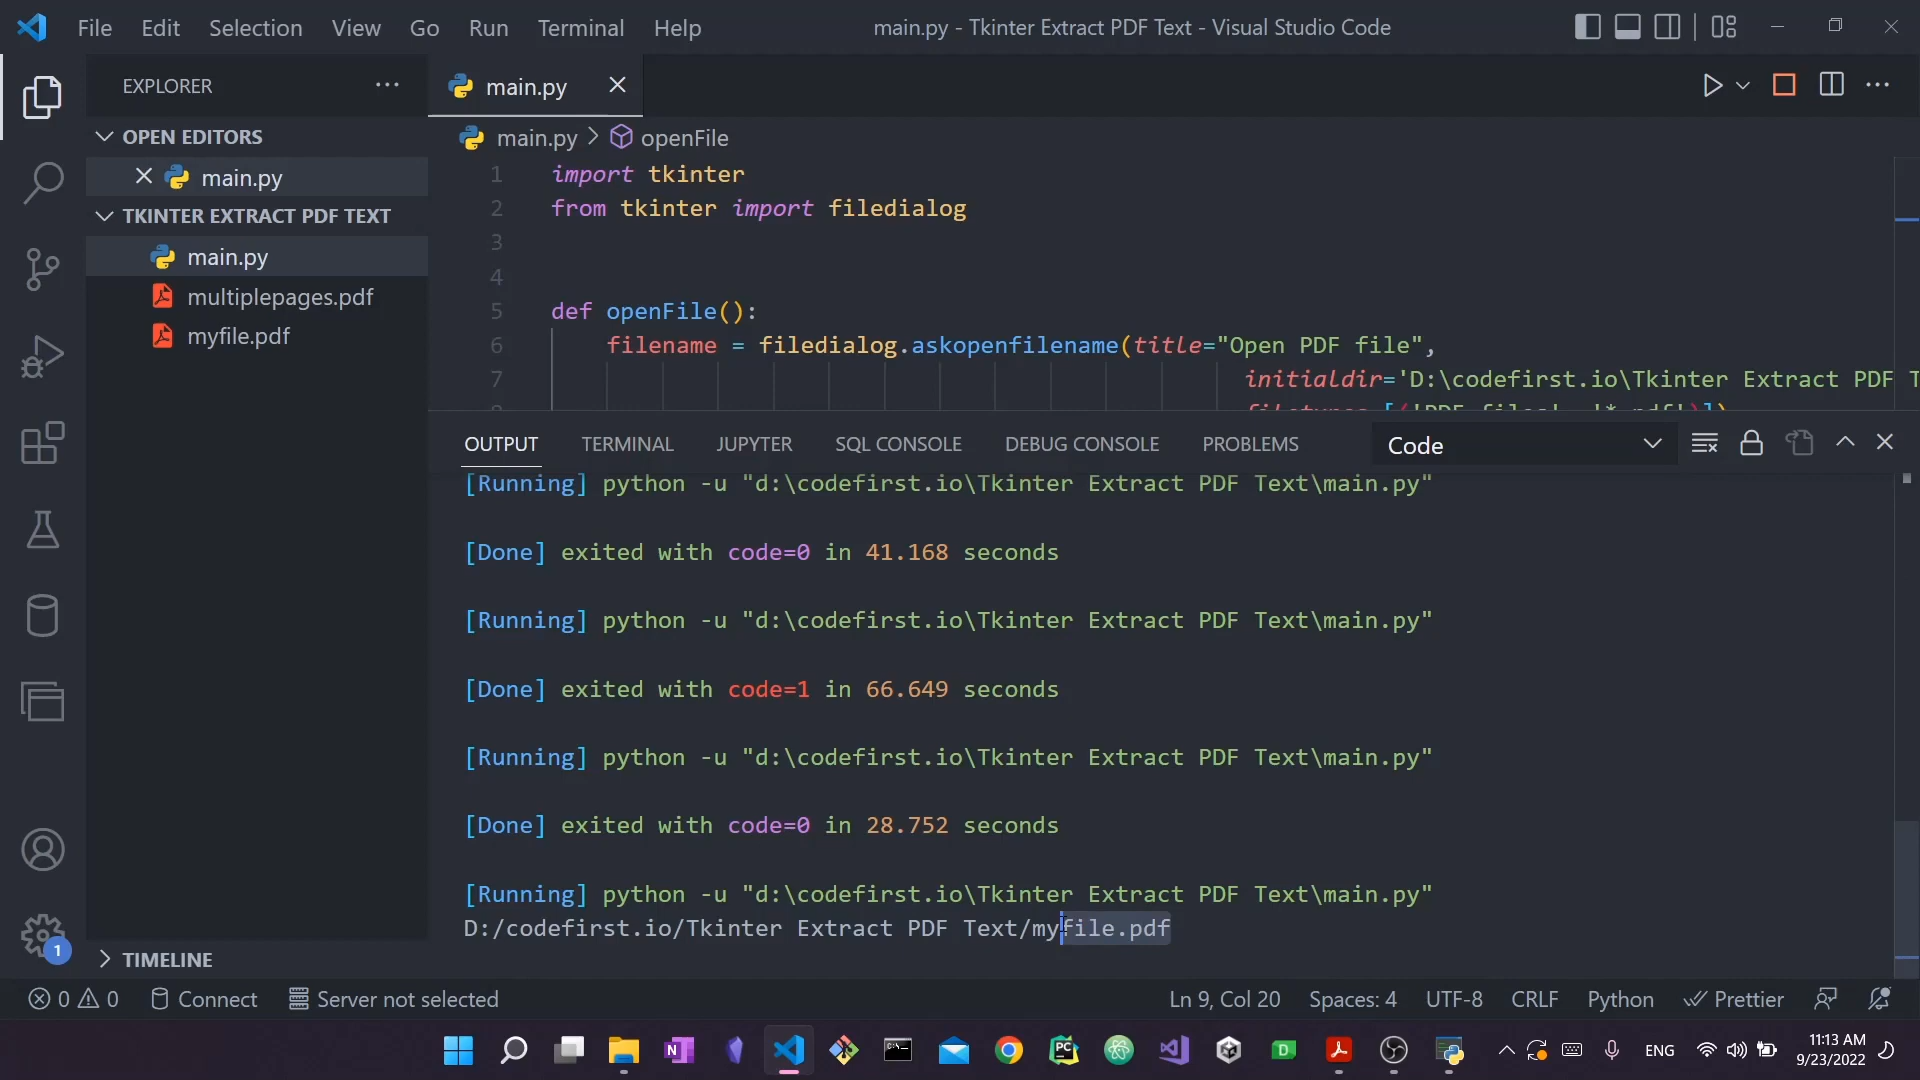 File Edit Selection View Go Run Terminal Help
main.py - Tkinter Extract PDF Text - Visual Studio Code
EXPLORER
OPEN EDITORS
main.py
TKINTER EXTRACT PDF TEXT
main.py
multiplepages.pdf
myfile.pdf
TIMELINE
1
main.py
main.py > openFile
1 import tkinter
2 from tkinter import filedialog
3
4
5 def openFile():
6 filename = filedialog.askopenfilename(title="Open PDF file",
7 initialdir='D:\codefirst.io\Tkinter Extract PDF T
OUTPUT TERMINAL JUPYTER SQL CONSOLE DEBUG CONSOLE PROBLEMS
Code
[Running] python -u "d:\codefirst.io\Tkinter Extract PDF Text\main.py"
[Done] exited with code=0 in 41.168 seconds
[Running] python -u "d:\codefirst.io\Tkinter Extract PDF Text\main.py"
[Done] exited with code=1 in 66.649 seconds
[Running] python -u "d:\codefirst.io\Tkinter Extract PDF Text\main.py"
[Done] exited with code=0 in 28.752 seconds
[Running] python -u "d:\codefirst.io\Tkinter Extract PDF Text\main.py"
D:/codefirst.io/Tkinter Extract PDF Text/myfile.pdf
0 0 Connect Server not selected
Ln 9, Col 20 Spaces: 4 UTF-8 CRLF Python Prettier
ENG
11:13 AM
9/23/2022